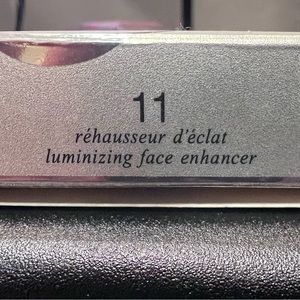 11
réhausseur d'éclat
luminizing face enhancer